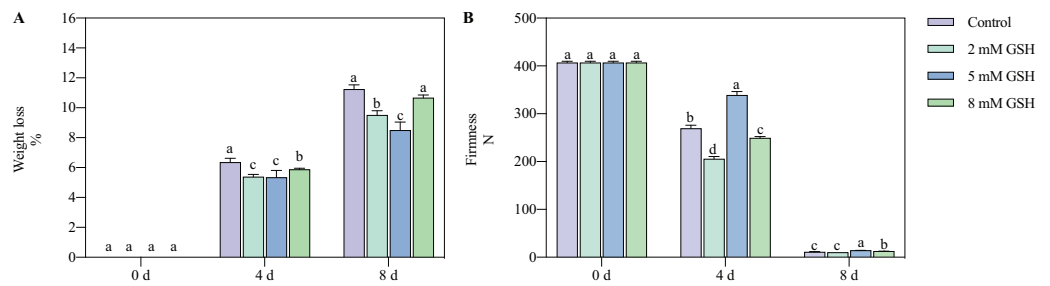 A
Weight loss
%
16
14
12
10
8
6
4
2
0
a a a a
a c c b
a b c a
0 d 4 d 8 d
B
Firmness
N
500
400
300
200
100
0
a a a a
b d a c
c c a b
0 d 4 d 8 d
Control
2 mM GSH
5 mM GSH
8 mM GSH